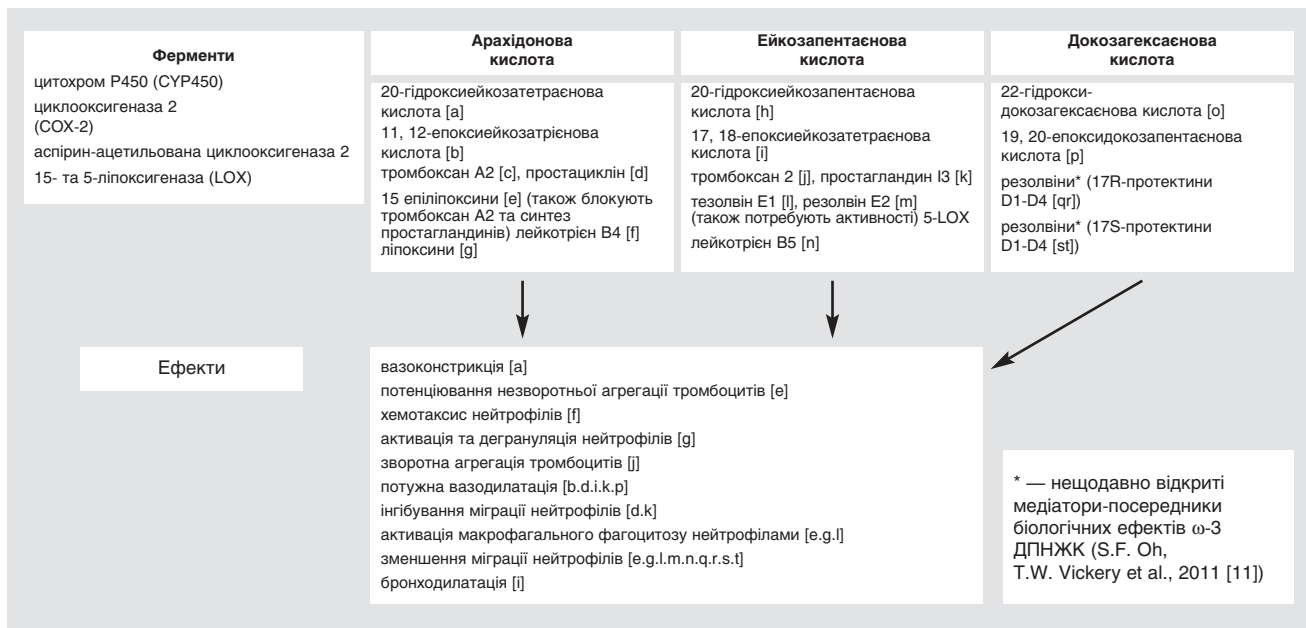 Ферменти
цитохром P450 (CYP450)
циклооксигеназа 2
(COX-2)
аспірин-ацетильована циклооксигеназа 2
15- та 5-ліпоксигеназа (LOX)
Арахідонова
кислота
20-гідроксиейкозатетраєнова
кислота [a]
11, 12-епоксиейкозатрієнова
кислота [b]
тромбоксан А2 [c], простациклін [d]
15 епіліпоксини [e] (також блокують
тромбоксан А2 та синтез
простагландинів) лейкотрієн В4 [f]
ліпоксини [g]
Ейкозапентаєнова
кислота
20-гідроксиейкозапентаєнова
кислота [h]
17, 18-епоксиейкозатетраєнова
кислота [i]
тромбоксан 2 [j], простагландин I3 [k]
тезолвін Е1 [l], резолвін Е2 [m]
(також потребують активності) 5-LOX
лейкотрієн В5 [n]
Докозагексаєнова
кислота
22-гідрокси-
докозагексаєнова кислота [o]
19, 20-епоксидокозапентаєнова
кислота [p]
резолвіни* (17R-протектини
D1-D4 [qr])
резолвіни* (17S-протектини
D1-D4 [st])
Ефекти
вазоконстрикція [a]
потенціювання незворотньої агрегації тромбоцитів [e]
хемотаксис нейтрофілів [f]
активація та дегрануляція нейтрофілів [g]
зворотна агрегація тромбоцитів [j]
потужна вазодилатація [b.d.i.k.p]
інгібування міграції нейтрофілів [d.k]
активація макрофагального фагоцитозу нейтрофілами [e.g.l]
зменшення міграції нейтрофілів [e.g.l.m.n.q.r.s.t]
бронходилатація [i]
* — нещодавно відкриті
медіатори-посередники
біологічних ефектів ω-3
ДПНЖК (S.F. Oh,
T.W. Vickery et al., 2011 [11])